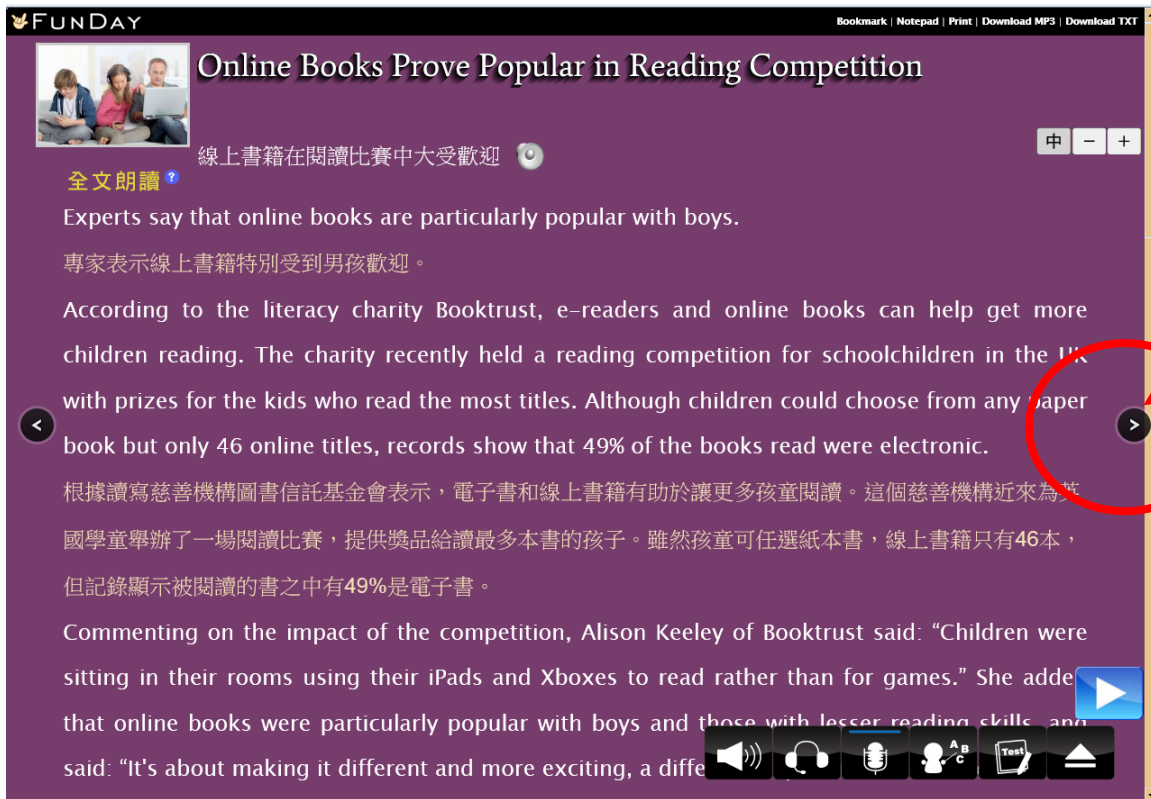 FUNDAY
Bookmark | Notepad | Print | Download MP3 | Download TXT
Online Books Prove Popular in Reading Competition
線上書籍在閱讀比賽中大受歡迎
中 − +
全文朗讀 ?
Experts say that online books are particularly popular with boys.
專家表示線上書籍特別受到男孩歡迎。
According to the literacy charity Booktrust, e-readers and online books can help get more
children reading. The charity recently held a reading competition for schoolchildren in the UK
with prizes for the kids who read the most titles. Although children could choose from any paper
book but only 46 online titles, records show that 49% of the books read were electronic.
根據讀寫慈善機構圖書信託基金會表示，電子書和線上書籍有助於讓更多孩童閱讀。這個慈善機構近來為英
國學童舉辦了一場閱讀比賽，提供獎品給讀最多本書的孩子。雖然孩童可任選紙本書，線上書籍只有46本，
但記錄顯示被閱讀的書之中有49%是電子書。
Commenting on the impact of the competition, Alison Keeley of Booktrust said: “Children were
sitting in their rooms using their iPads and Xboxes to read rather than for games.” She adde
that online books were particularly popular with boys and those with lesser reading skills, and
said: “It's about making it different and more exciting, a diffe
A B C
Test